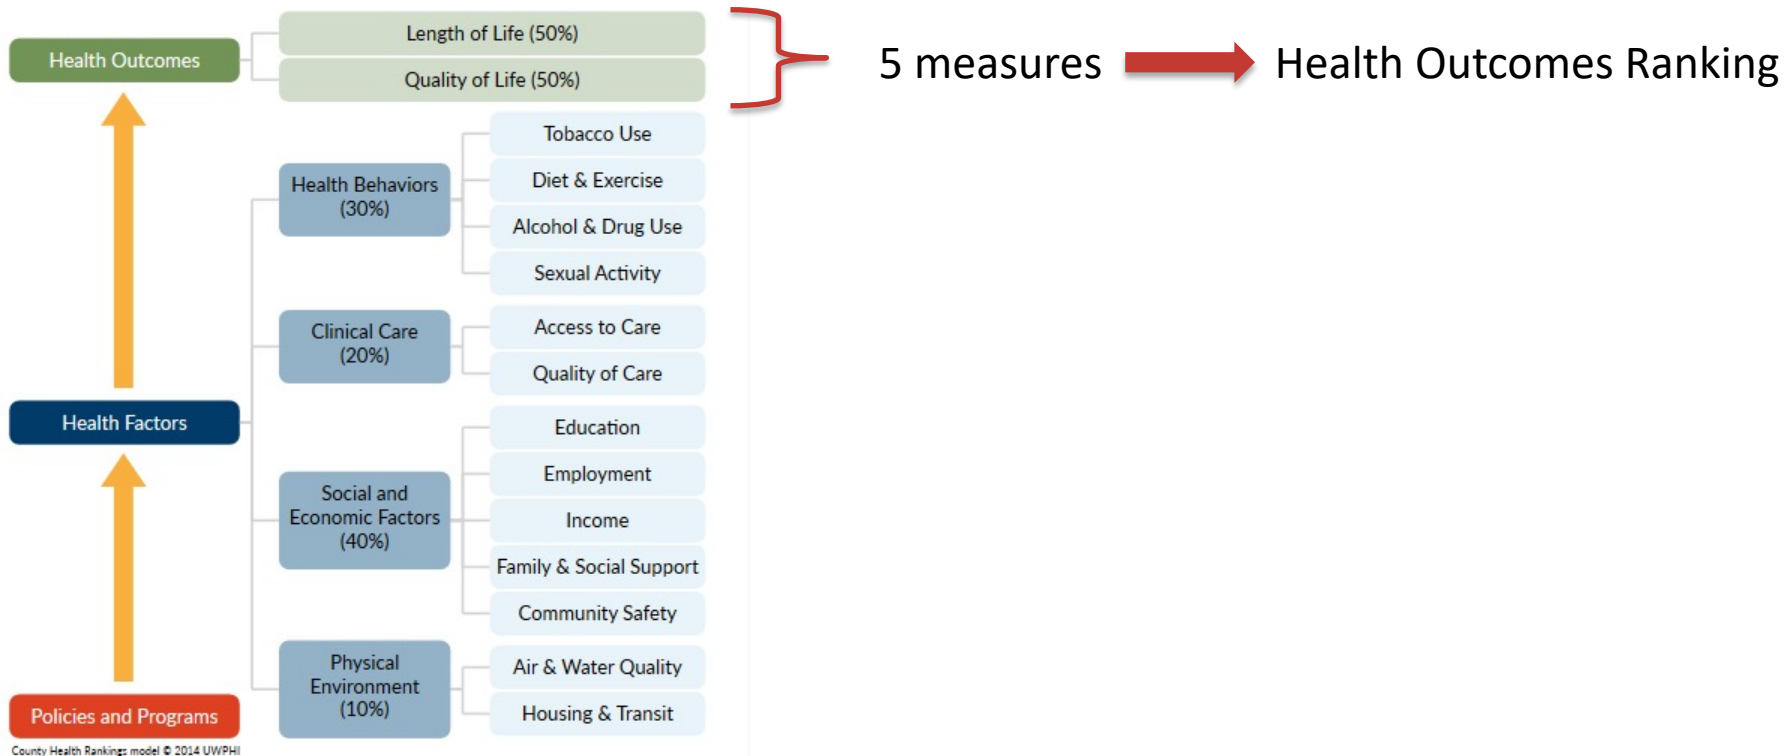 Health Outcomes
Length of Life (50%)
Quality of Life (50%)
5 measures
Health Outcomes Ranking
Health Factors
Health Behaviors
(30%)
Tobacco Use
Diet & Exercise
Alcohol & Drug Use
Sexual Activity
Clinical Care
(20%)
Access to Care
Quality of Care
Social and
Economic Factors
(40%)
Education
Employment
Income
Family & Social Support
Community Safety
Physical
Environment
(10%)
Air & Water Quality
Housing & Transit
Policies and Programs
County Health Rankings model © 2014 UWPHI